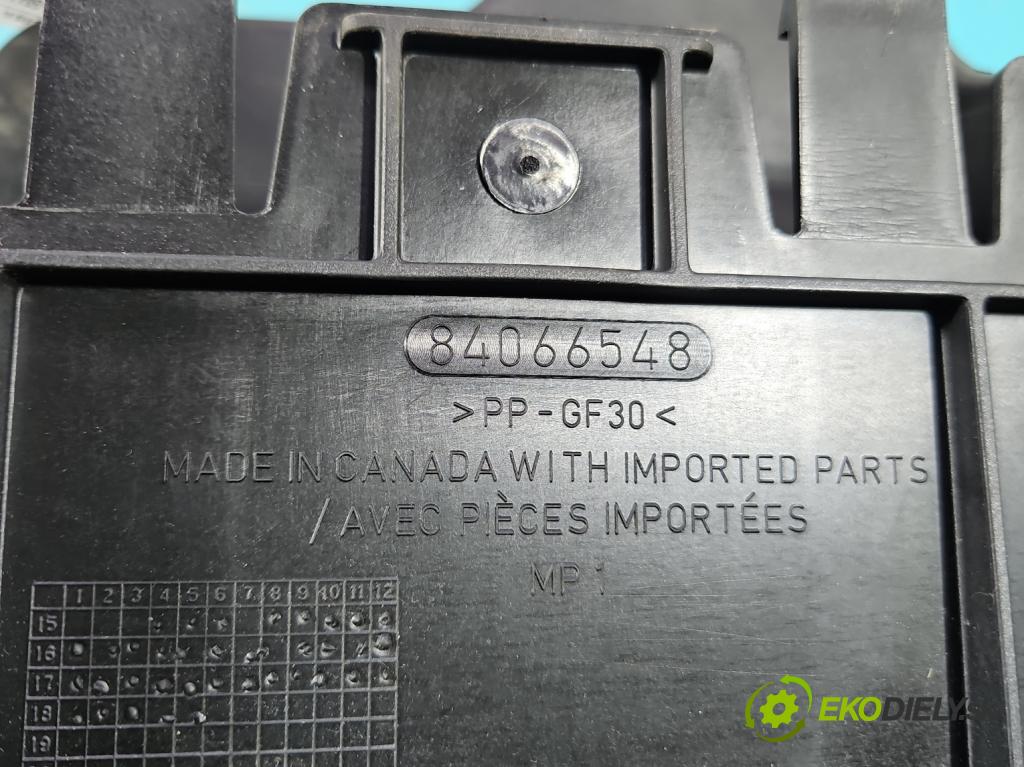 84066548
>PP-GF30<
MADE IN CANADA WITH IMPORTED PARTS
/AVEC PIÈCES IMPORTÉES
MP 1
1 2 3 4 5 6 7 8 9 10 11 12
15
16
17
18
19
EKODIELY